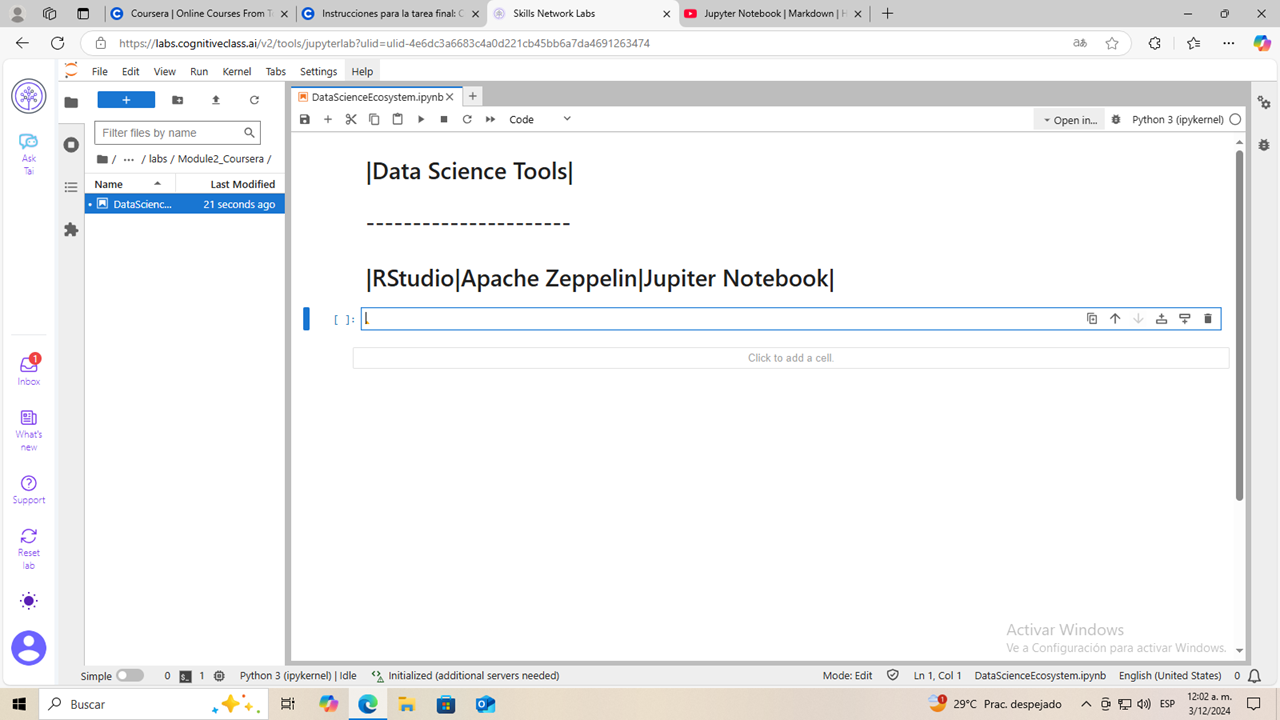 Coursera | Online Courses From T
Instrucciones para la tarea final: C
Skills Network Labs
Jupyter Notebook | Markdown | H
https://labs.cognitiveclass.ai/v2/tools/jupyterlab?ulid=ulid-4e6dc3a6683c4a0d221cb45bb6a7da4691263474
File Edit View Run Kernel Tabs Settings Help
DataScienceEcosystem.ipynb
Code
Open in...
Python 3 (ipykernel)
Filter files by name
/ ... / labs / Module2_Coursera /
Name Last Modified
DataScienc... 21 seconds ago
Ask
Tai
1
Inbox
What's
new
Support
Reset
lab
|Data Science Tools|
----------------------
|RStudio|Apache Zeppelin|Jupiter Notebook|
[ ]:
Click to add a cell.
Activar Windows
Ve a Configuración para activar Windows.
Simple 0 1 Python 3 (ipykernel) | Idle Initialized (additional servers needed) Mode: Edit Ln 1, Col 1 DataScienceEcosystem.ipynb English (United States) 0
Buscar
1
29°C Prac. despejado
ESP
12:02 a. m.
3/12/2024